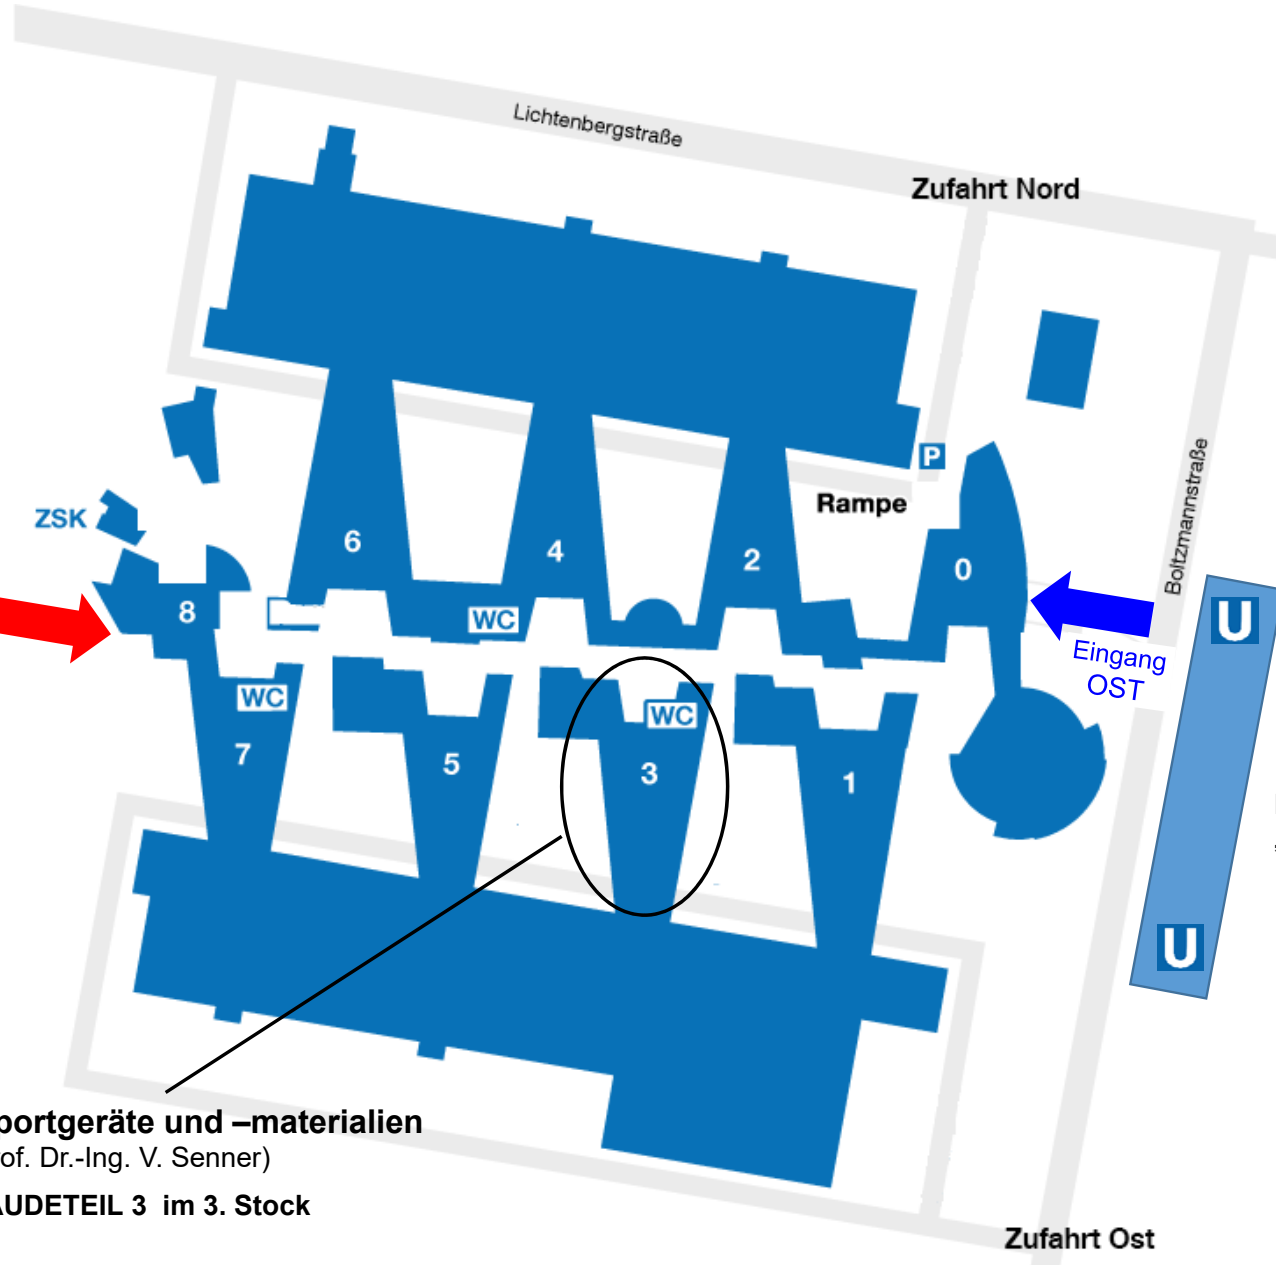 Lichtenbergstraße
Zufahrt Nord
P
Rampe
Boltzmannstraße
ZSK
6
4
2
0
8
WC
U
Eingang
OST
WC
WC
7
5
3
1
U
portgeräte und –materialien
of. Dr.-Ing. V. Senner)
AUDETEIL 3 im 3. Stock
Zufahrt Ost